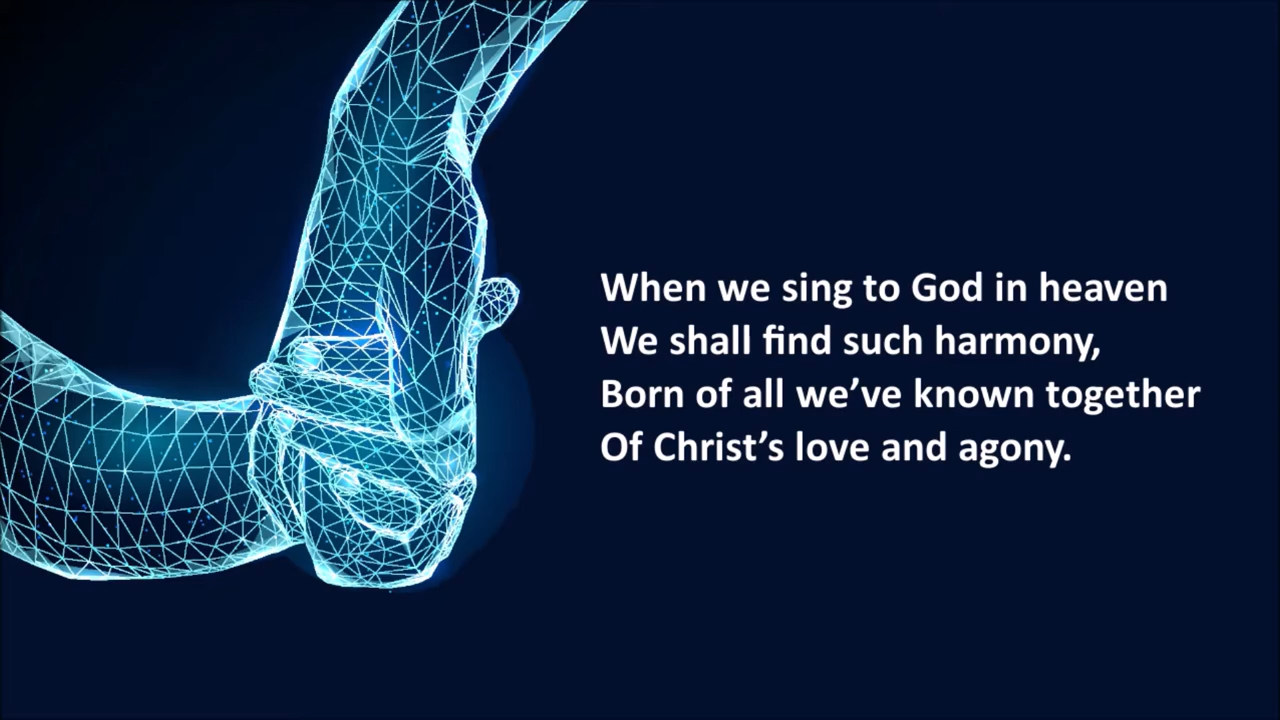 When we sing to God in heaven
We shall find such harmony,
Born of all we’ve known together
Of Christ’s love and agony.